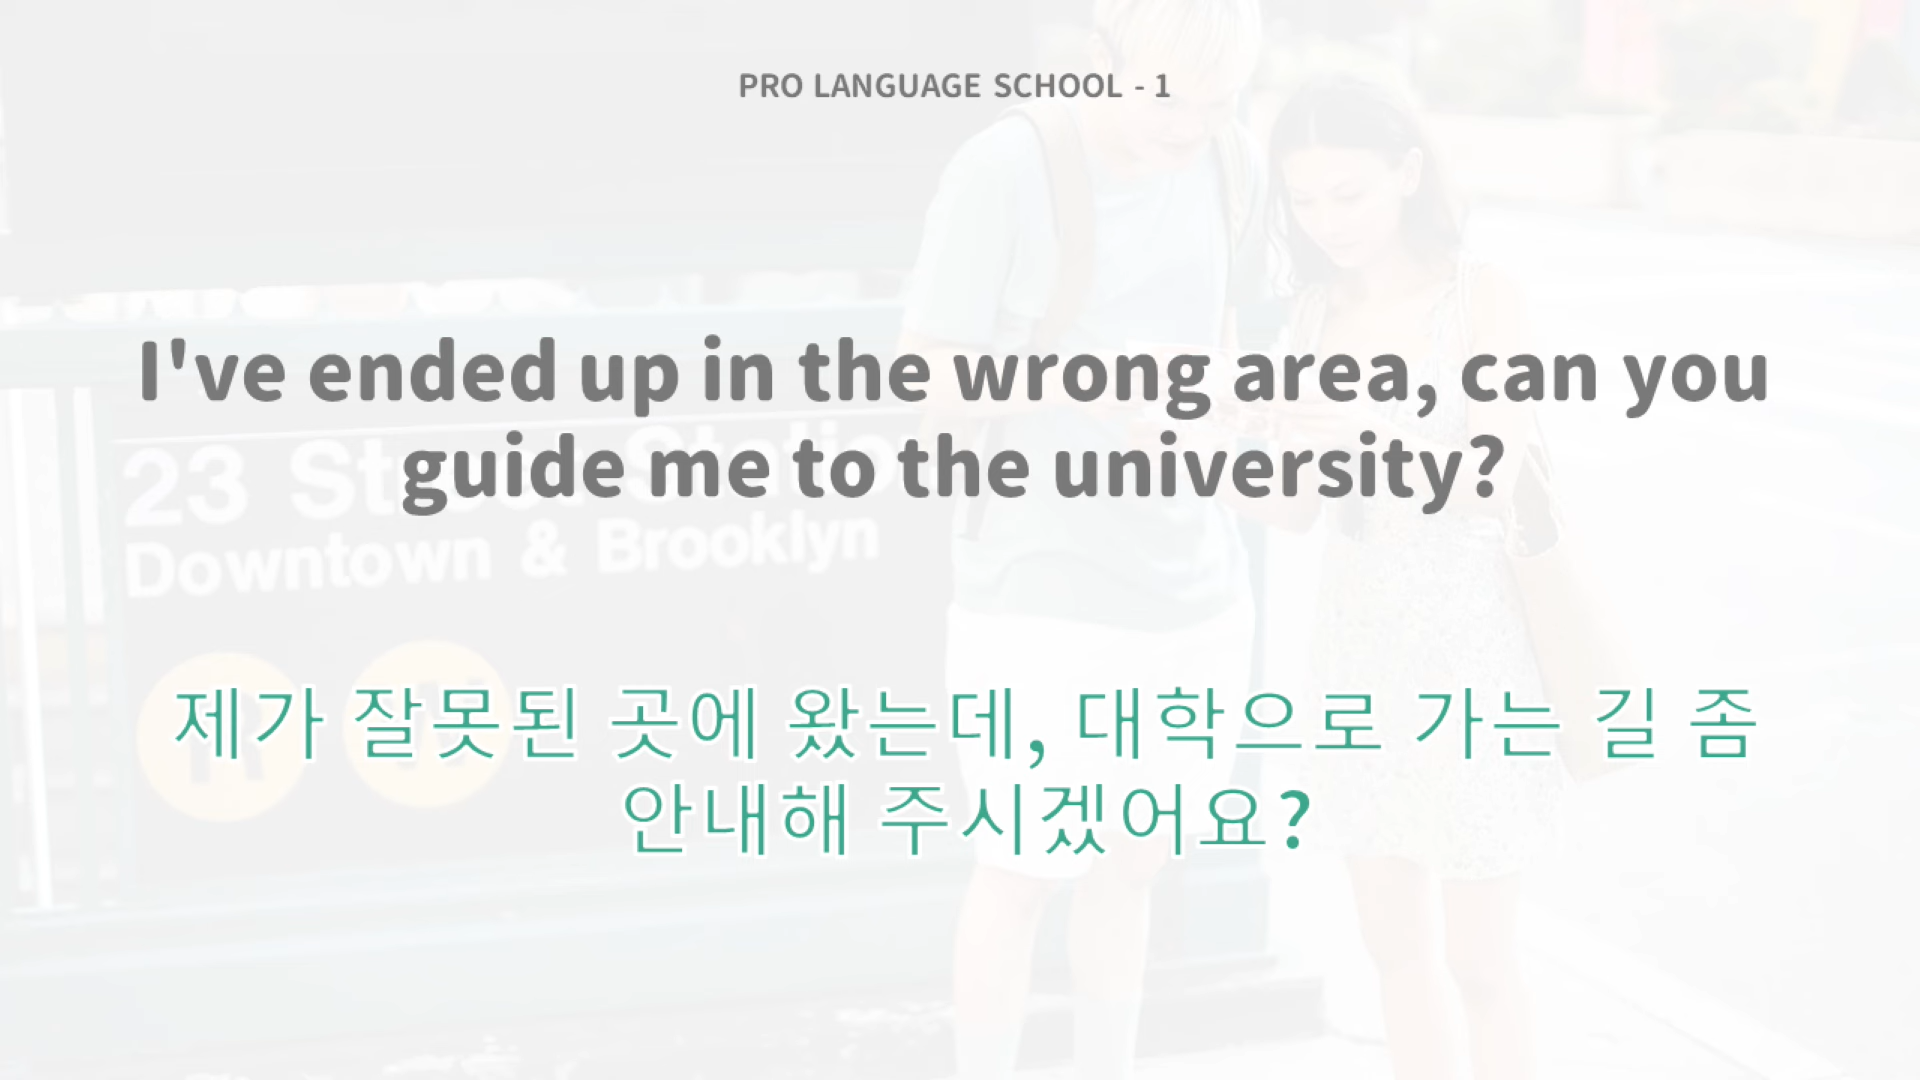 PRO LANGUAGE SCHOOL - 1
I've ended up in the wrong area, can you
guide me to the university?
23 St
Downtown & Brooklyn
제가 잘못된 곳에 왔는데, 대학으로 가는 길 좀
안내해 주시겠어요?